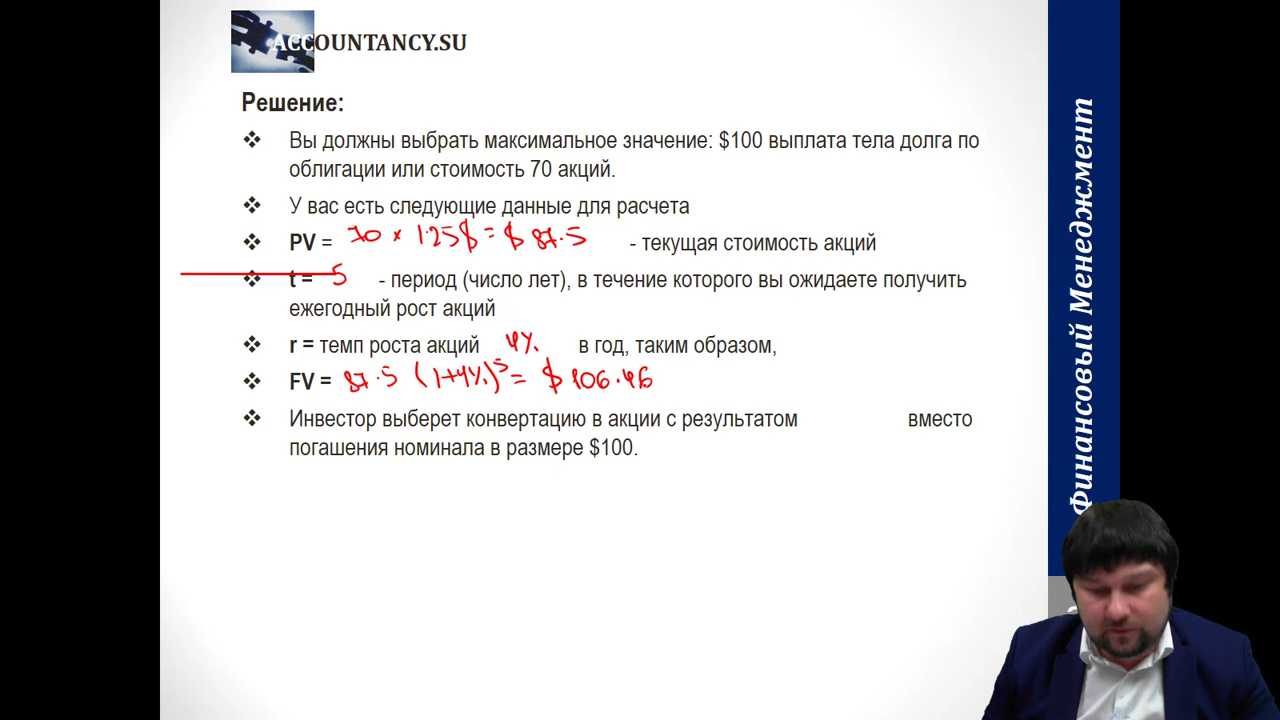 ACCOUNTANCY.SU
Решение:
❖ Вы должны выбрать максимальное значение: $100 выплата тела долга по
облигации или стоимость 70 акций.
❖ У вас есть следующие данные для расчета
❖ PV = 70 × 1.25$ = $ 87.5 - текущая стоимость акций
❖ t = 5 - период (число лет), в течение которого вы ожидаете получить
ежегодный рост акций
❖ r = темп роста акций 4% в год, таким образом,
❖ FV = 87.5 (1+4%)^5 = $ 106.46
❖ Инвестор выберет конвертацию в акции с результатом вместо
погашения номинала в размере $100.
Финансовый Менеджмент